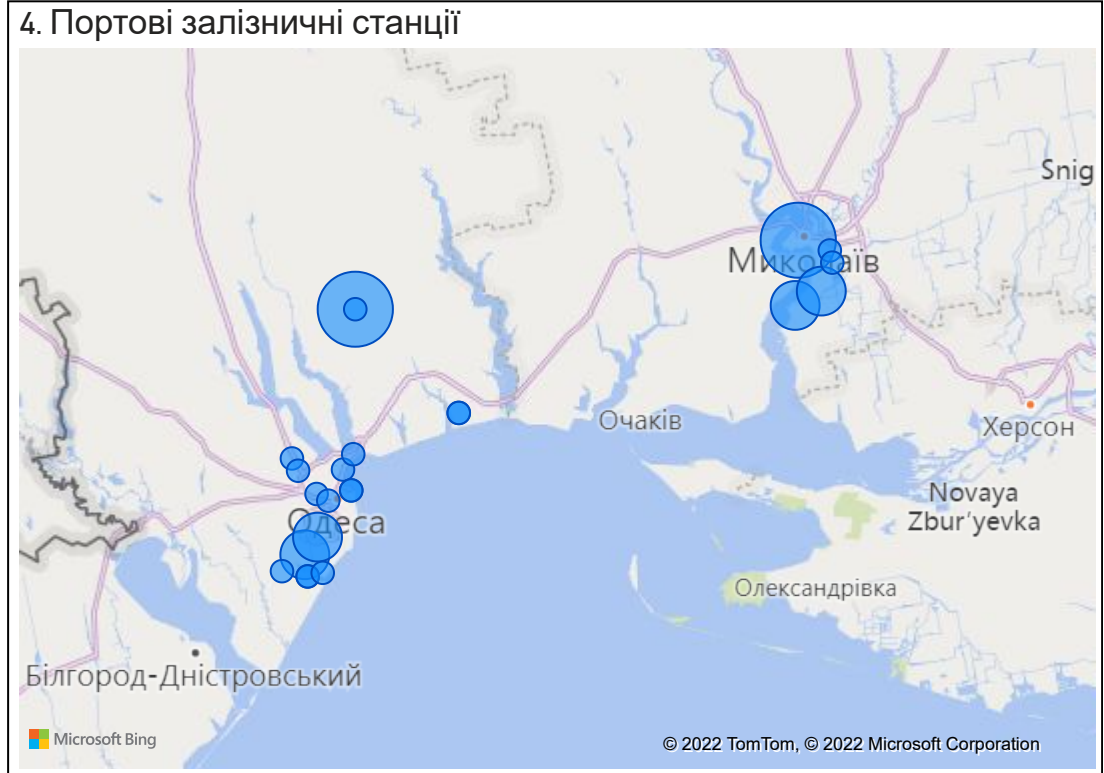 4. Портові залізничні станції
Snig
Миколаїв
Очаків
Херсон
Novaya
Zbur'yevka
Одеса
Олександрівка
Білгород-Дністровський
Microsoft Bing
© 2022 TomTom, © 2022 Microsoft Corporation